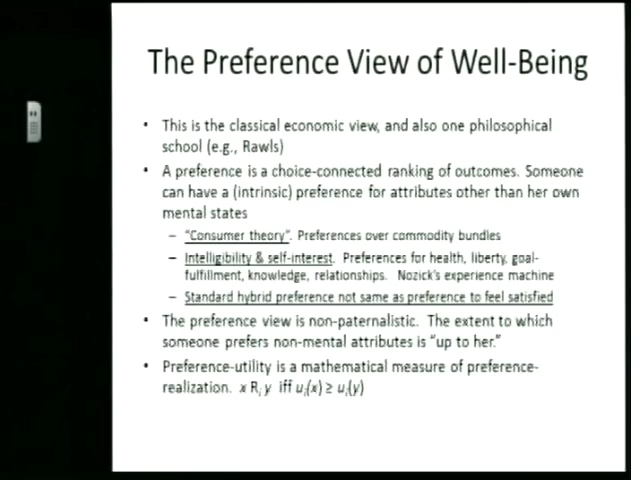 The Preference View of Well-Being
• This is the classical economic view, and also one philosophical
school (e.g., Rawls)
• A preference is a choice-connected ranking of outcomes. Someone
can have a (intrinsic) preference for attributes other than her own
mental states
– “Consumer theory”. Preferences over commodity bundles
– Intelligibility & self-interest. Preferences for health, liberty, goal-
fulfillment, knowledge, relationships. Nozick’s experience machine
– Standard hybrid preference not same as preference to feel satisfied
• The preference view is non-paternalistic. The extent to which
someone prefers non-mental attributes is “up to her.”
• Preference-utility is a mathematical measure of preference-
realization. x Rᵢ y iff uᵢ(x) ≥ uᵢ(y)